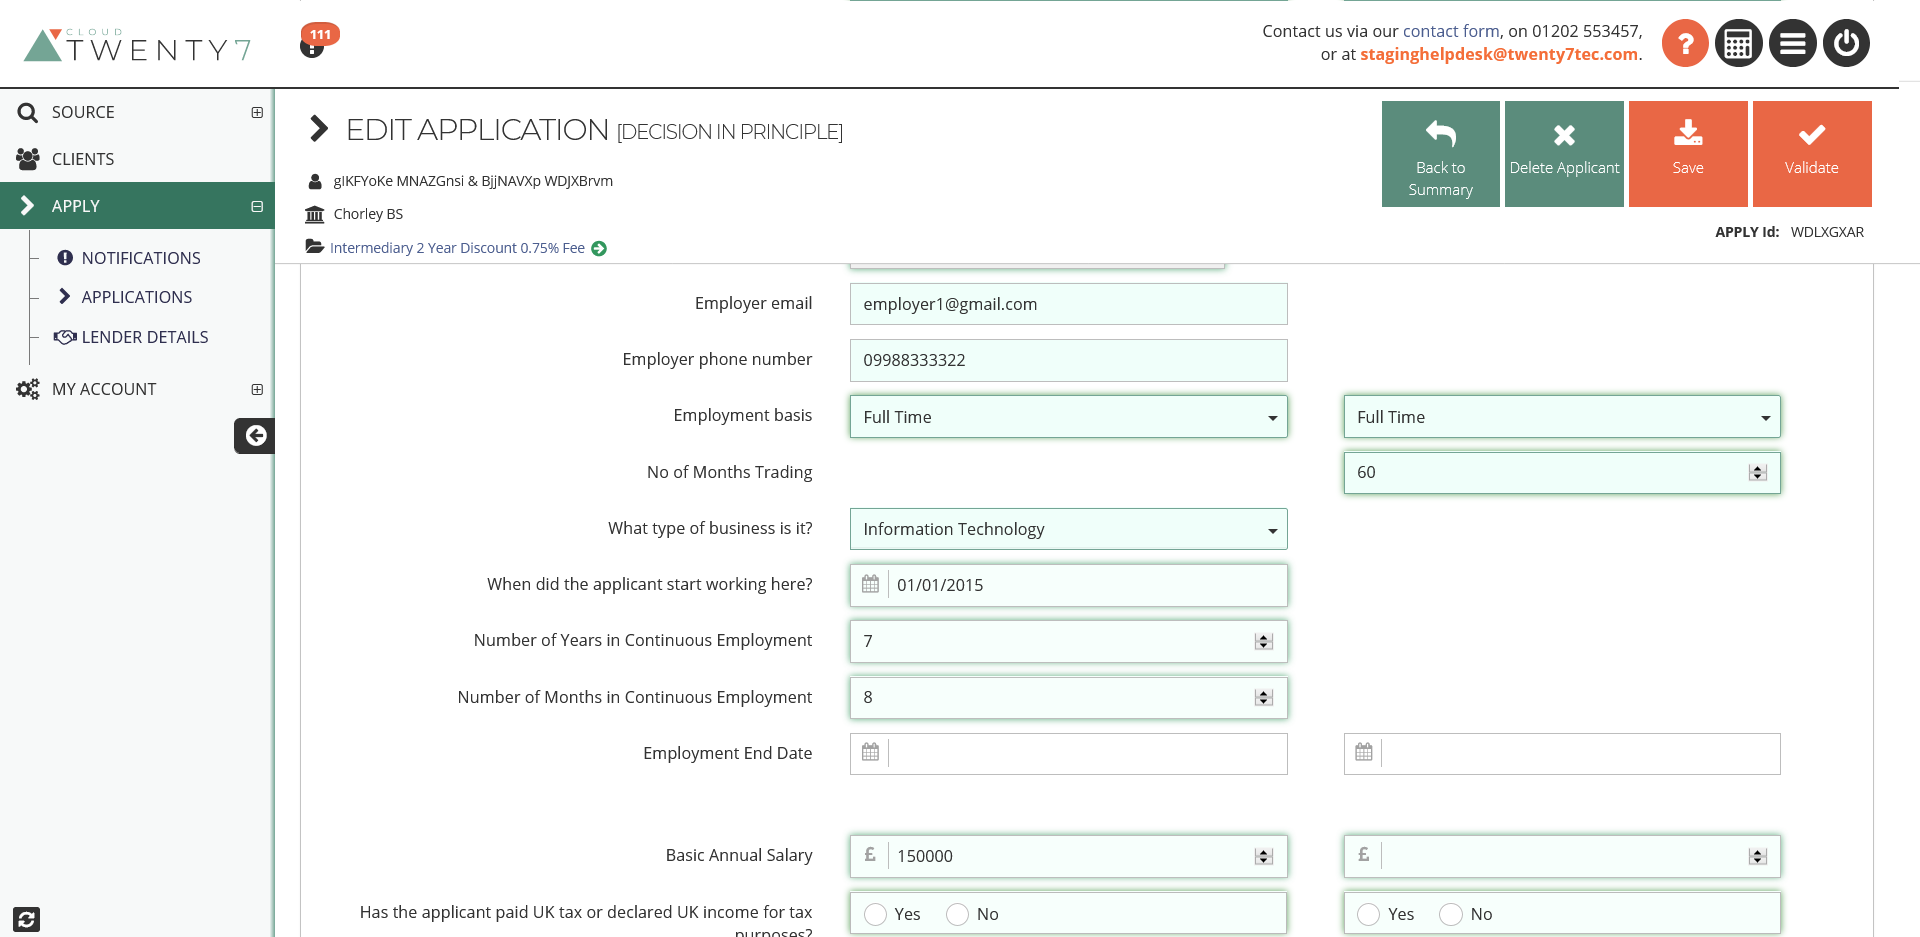 CLOUD
TWENTY7
111
Contact us via our contact form, on 01202 553457,
or at staginghelpdesk@twenty7tec.com.
SOURCE
CLIENTS
APPLY
NOTIFICATIONS
APPLICATIONS
LENDER DETAILS
MY ACCOUNT
EDIT APPLICATION [DECISION IN PRINCIPLE]
glKFYoKe MNAZGnsi & BjjNAVXp WDJXBrvm
Chorley BS
Intermediary 2 Year Discount 0.75% Fee
Back to
Summary
Delete Applicant
Save
Validate
APPLY Id: WDLXGXAR
Employer email employer1@gmail.com
Employer phone number 09988333322
Employment basis Full Time Full Time
No of Months Trading 60
What type of business is it? Information Technology
When did the applicant start working here? 01/01/2015
Number of Years in Continuous Employment 7
Number of Months in Continuous Employment 8
Employment End Date
Basic Annual Salary £ 150000 £
Has the applicant paid UK tax or declared UK income for tax Yes No Yes No
purposes?